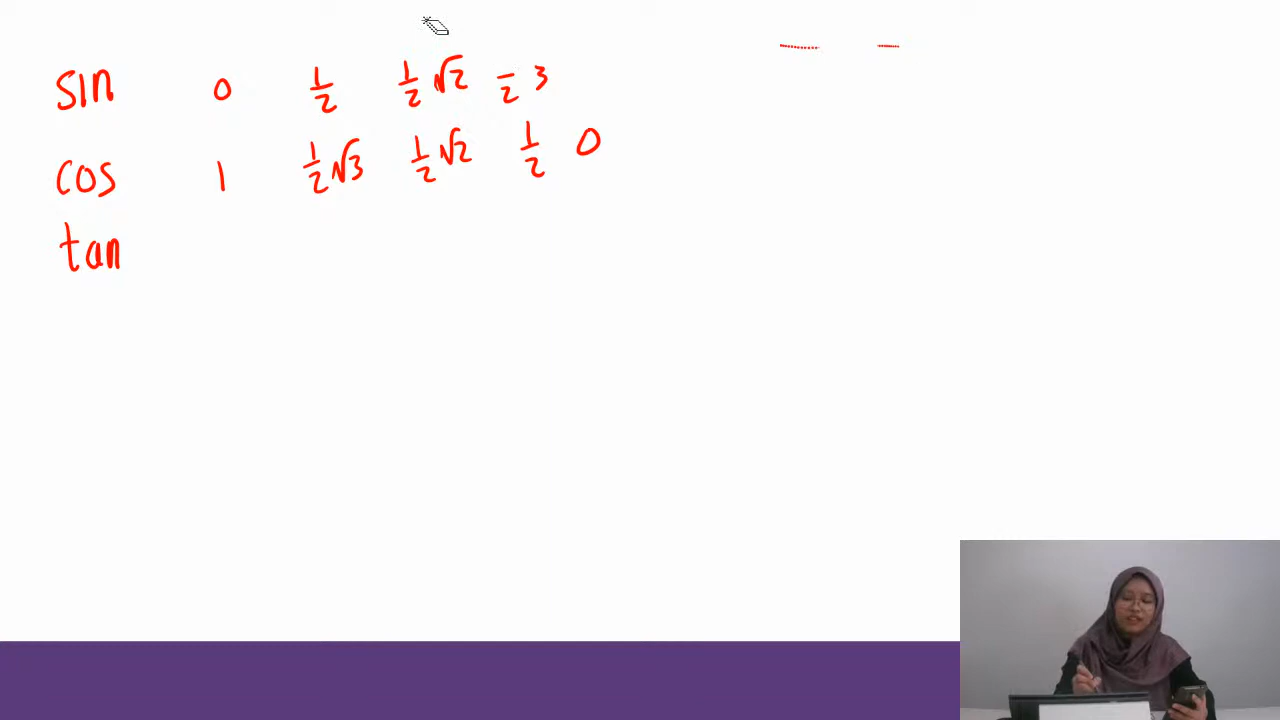 sin 0 1/2 1/2 √2 -/2 3
cos 1 1/2 √3 1/2 √2 1/2 0
tan